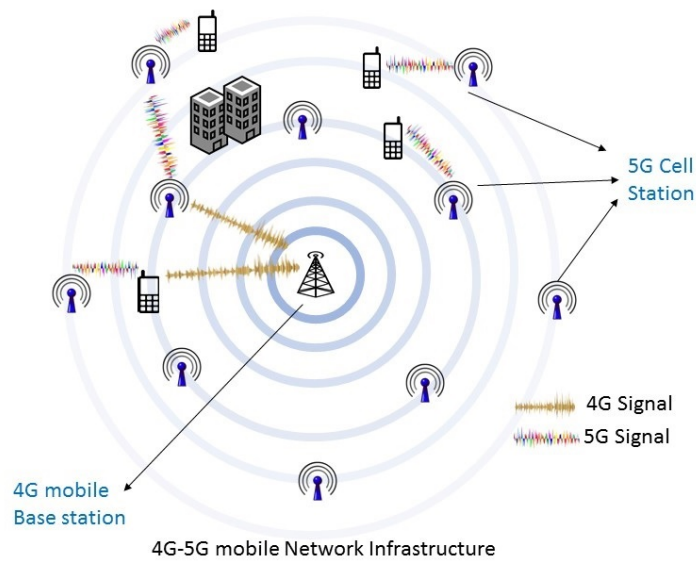 5G Cell
Station
4G Signal
5G Signal
4G mobile
Base station
4G-5G mobile Network Infrastructure